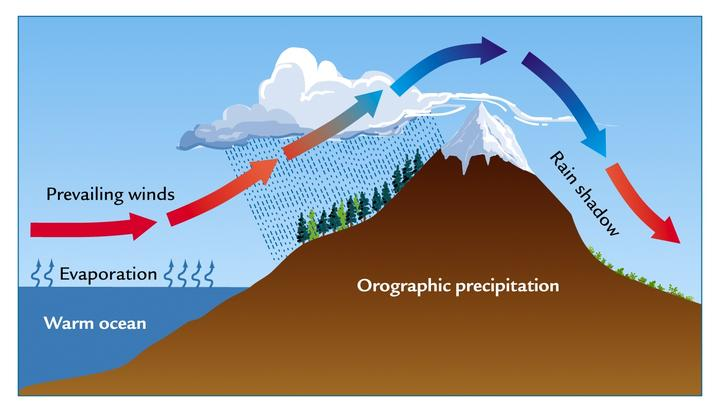 Prevailing winds
Evaporation
Warm ocean
Orographic precipitation
Rain shadow